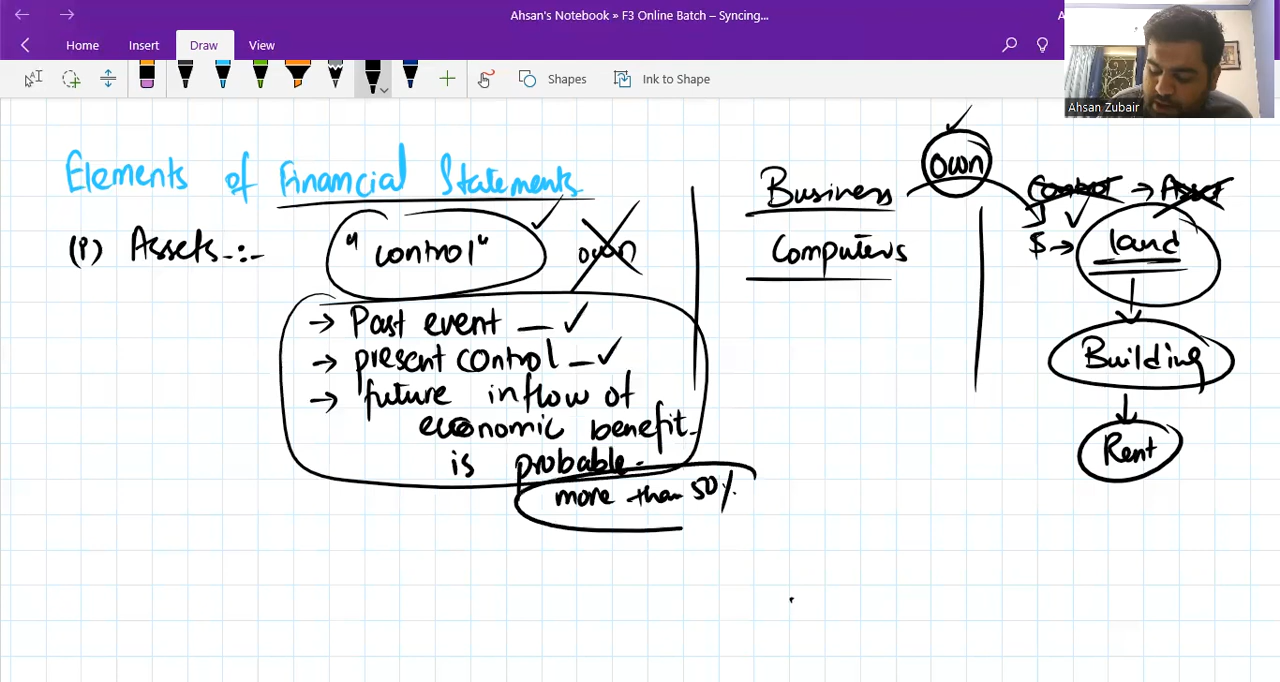 Ahsan's Notebook » F3 Online Batch – Syncing...
Home Insert Draw View
Shapes Ink to Shape
Ahsan Zubair
Elements of Financial Statements
(i) Assets -:-
"control" own
→ Past event — ✓
→ present control — ✓
→ future inflow of
economic benefit
is probable.
more than 50%.
Business
Computers
own
Control → Asset
$ → land
Building
Rent